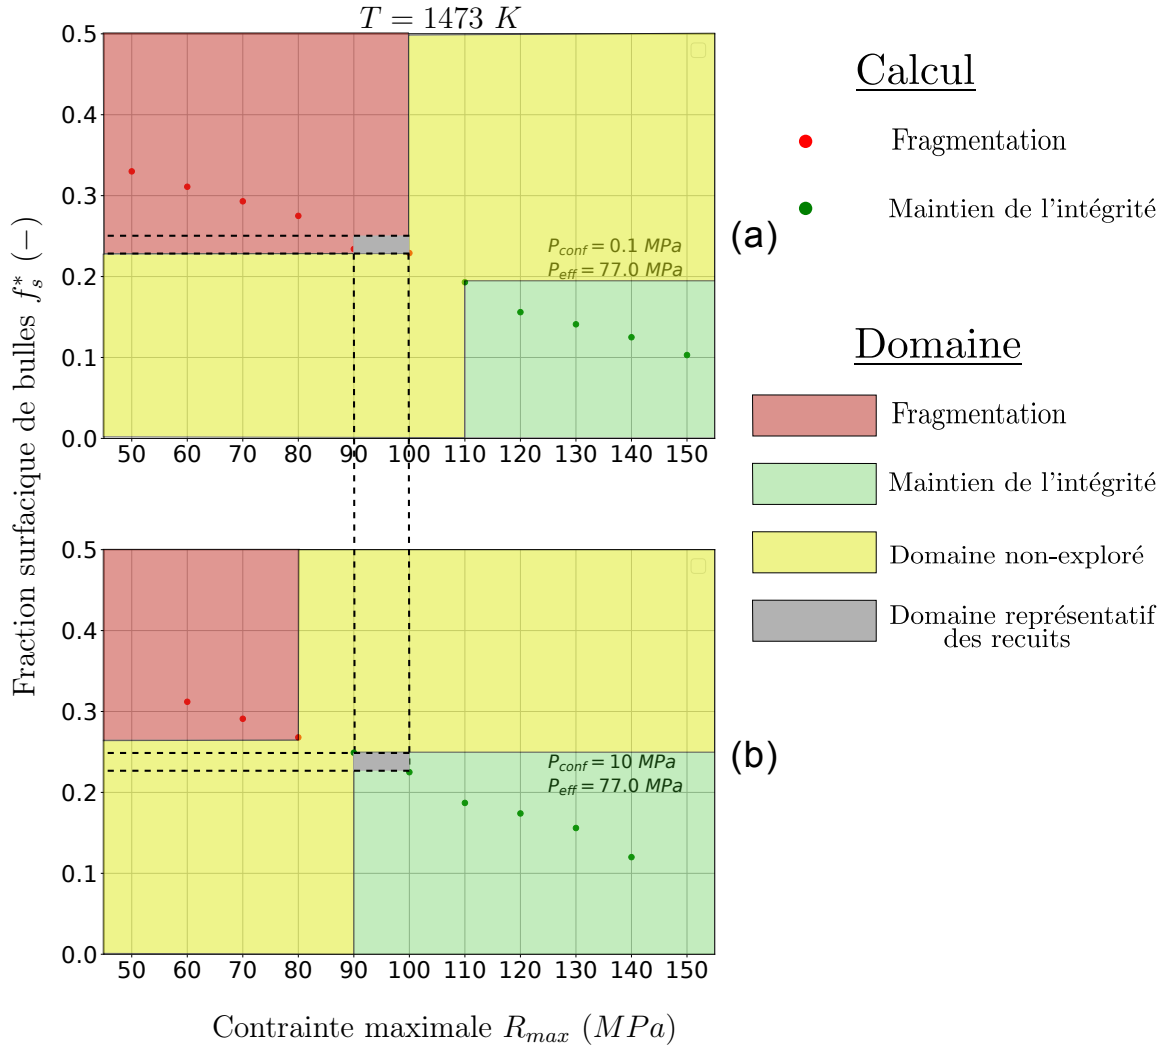 T = 1473 K
Fraction surfacique de bulles f_s^* (−)
0.5
0.4
0.3
0.2
0.1
0.0
P_conf = 0.1 MPa
P_eff = 77.0 MPa
50 60 70 80 90 100 110 120 130 140 150
(a)
0.5
0.4
0.3
0.2
0.1
0.0
P_conf = 10 MPa
P_eff = 77.0 MPa
50 60 70 80 90 100 110 120 130 140 150
(b)
Contrainte maximale R_max (MPa)
Calcul
Fragmentation
Maintien de l'intégrité
Domaine
Fragmentation
Maintien de l'intégrité
Domaine non-exploré
Domaine représentatif
des recuits